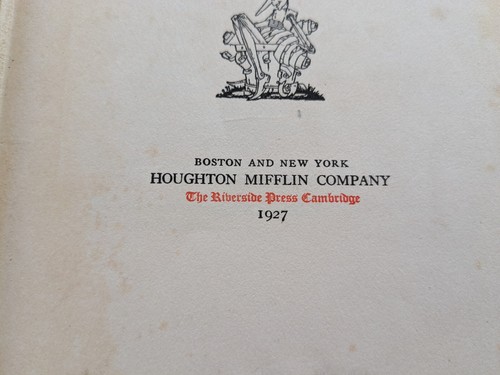 BOSTON AND NEW YORK
HOUGHTON MIFFLIN COMPANY
The Riverside Press Cambridge
1927